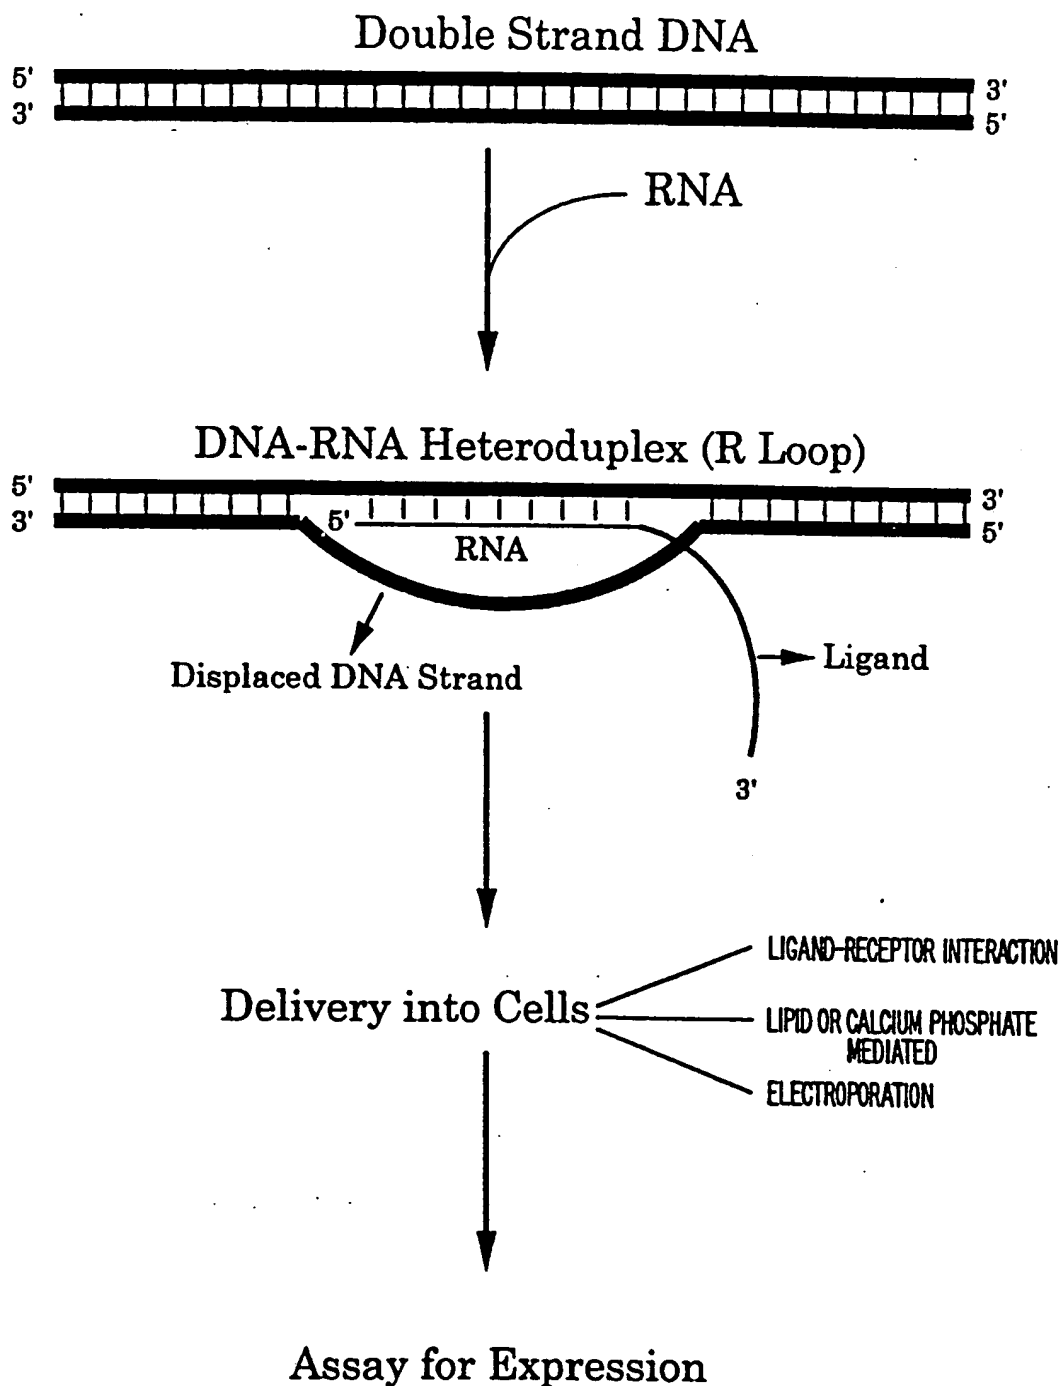 Double Strand DNA
5'
3'
3'
5'
RNA
DNA-RNA Heteroduplex (R Loop)
5'
3'
3'
5'
5'
RNA
Displaced DNA Strand
Ligand
3'
Delivery into Cells
LIGAND-RECEPTOR INTERACTION
LIPID OR CALCIUM PHOSPHATE
MEDIATED
ELECTROPORATION
Assay for Expression